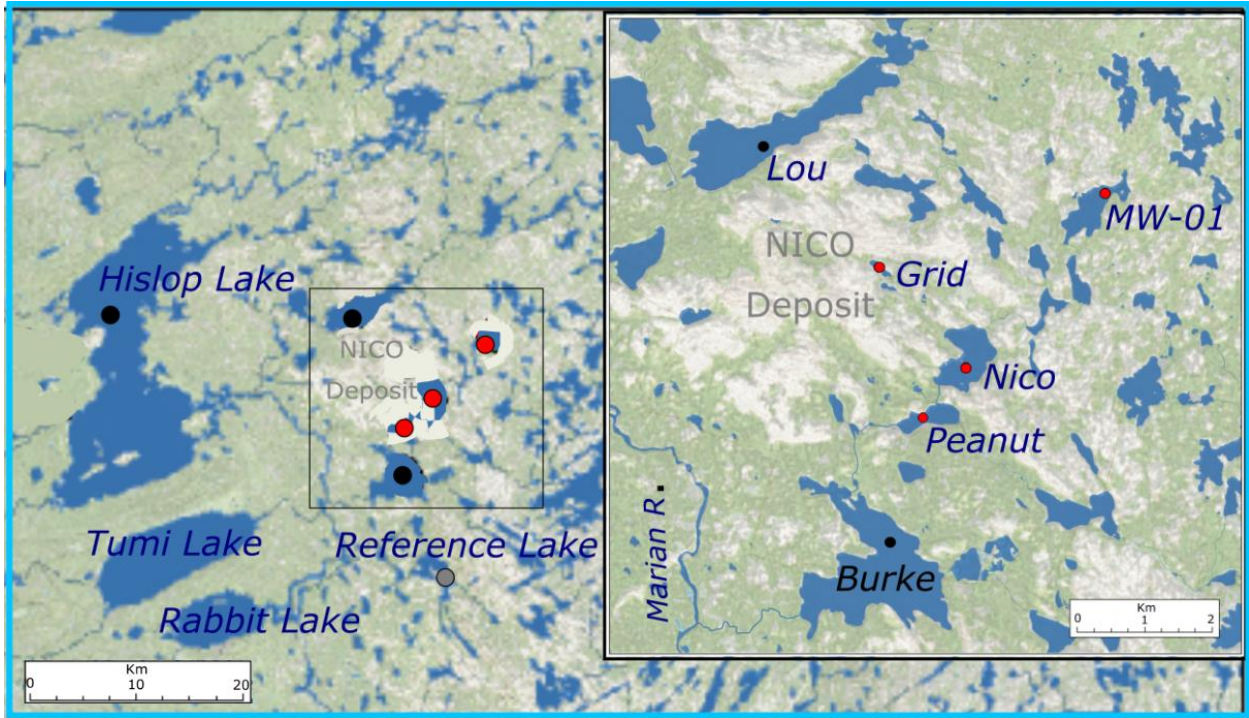 Hislop Lake
NICO
Deposit
Tumi Lake
Reference Lake
Rabbit Lake
Km
0 10 20
Lou
MW-01
NICO
Deposit
Grid
Nico
Peanut
Marian R.
Burke
Km
0 1 2